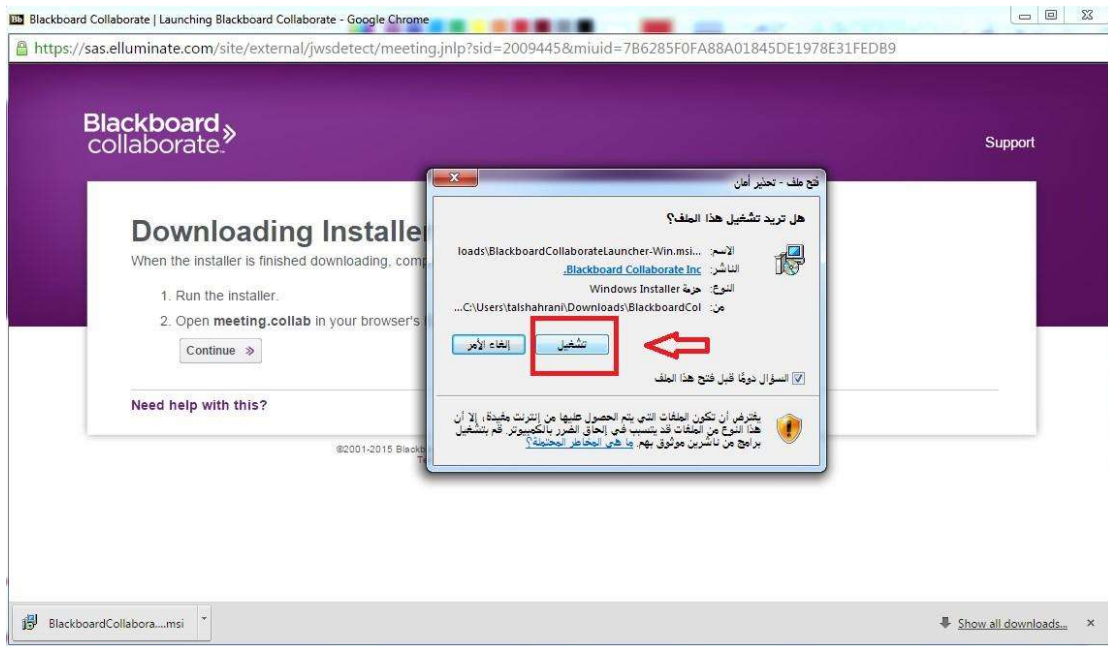 Blackboard Collaborate | Launching Blackboard Collaborate - Google Chrome
https://sas.elluminate.com/site/external/jwsdetect/meeting.jnlp?sid=2009445&miuid=7B6285F0FA88A01845DE1978E31FEDB9
Blackboard
collaborate™
Support
Downloading Installe
When the installer is finished downloading, comp
1. Run the installer.
2. Open meeting.collab in your browser's
Continue
Need help with this?
©2001-2015 Blackb
فتح ملف - تحذير أمان
هل تريد تشغيل هذا الملف؟
الاسم: loads\BlackboardCollaborateLauncher-Win.msi...
الناشر: Blackboard Collaborate Inc.
النوع: حزمة Windows Installer
من: C:\Users\talshahrani\Downloads\BlackboardCol...
تشغيل
إلغاء الأمر
السؤال دومًا قبل فتح هذا الملف
يفترض أن تكون الملفات التي يتم الحصول عليها من إنترنت مفيدة، إلا أن
هذا النوع من الملفات قد يتسبب في إلحاق الضرر بالكمبيوتر. قم بتشغيل
برامج من ناشرين موثوق بهم. ما هي المخاطر المحتملة؟
BlackboardCollabora....msi
Show all downloads...